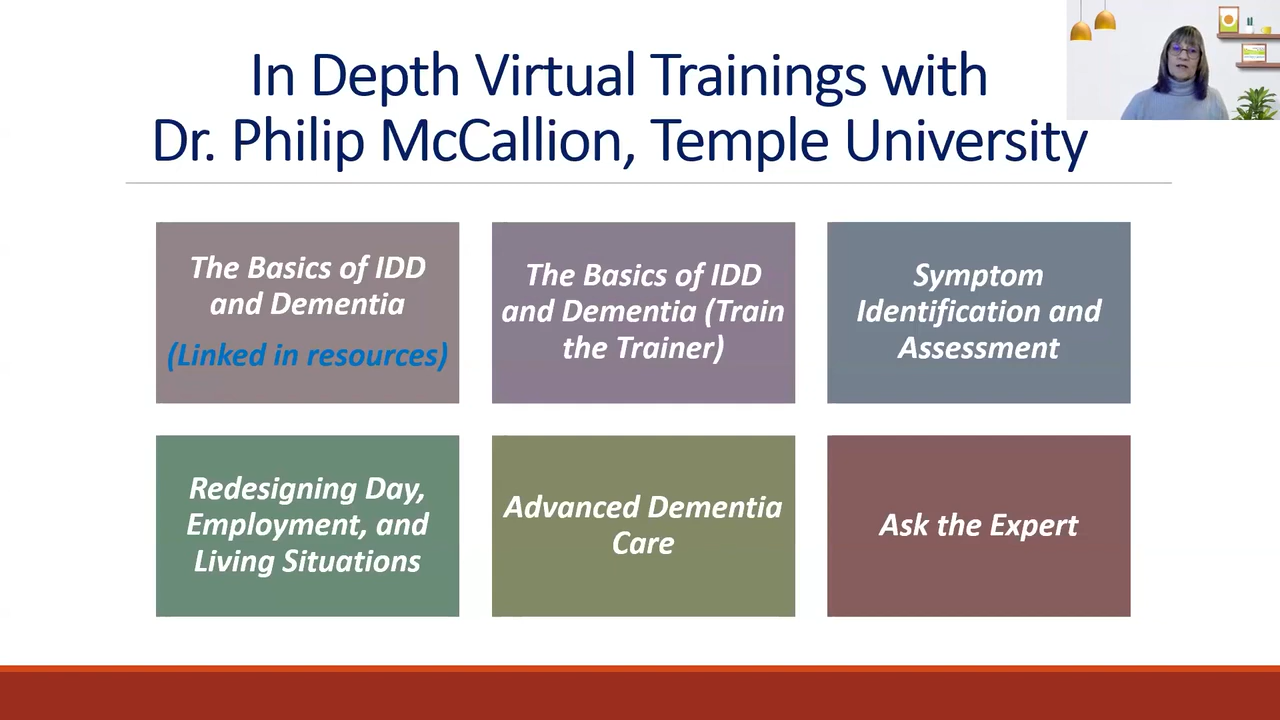 In Depth Virtual Trainings with
Dr. Philip McCallion, Temple University
The Basics of IDD
and Dementia
(Linked in resources)
The Basics of IDD
and Dementia (Train
the Trainer)
Symptom
Identification and
Assessment
Redesigning Day,
Employment, and
Living Situations
Advanced Dementia
Care
Ask the Expert